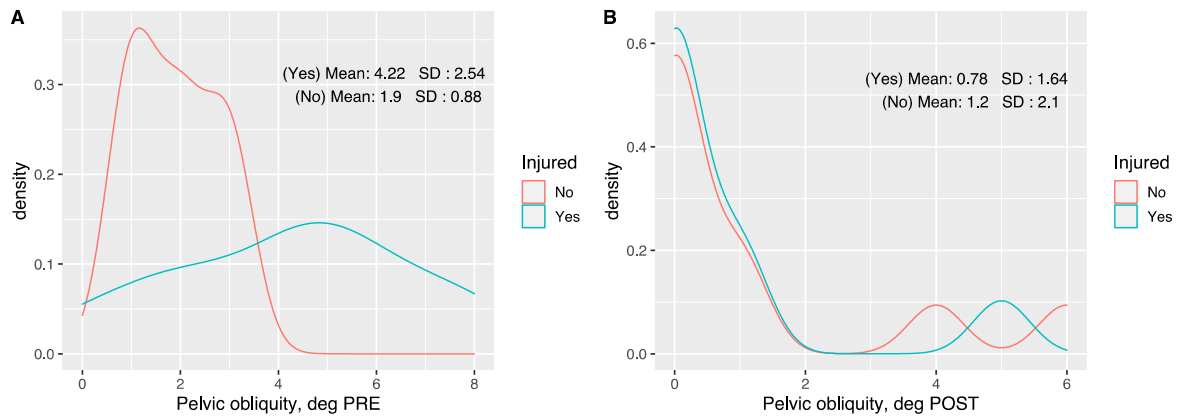 A
0.3
0.2
0.1
0.0
density
(Yes) Mean: 4.22 SD : 2.54
(No) Mean: 1.9 SD : 0.88
0 2 4 6 8
Pelvic obliquity, deg PRE
Injured
No
Yes
B
0.6
0.4
0.2
0.0
density
(Yes) Mean: 0.78 SD : 1.64
(No) Mean: 1.2 SD : 2.1
0 2 4 6
Pelvic obliquity, deg POST
Injured
No
Yes